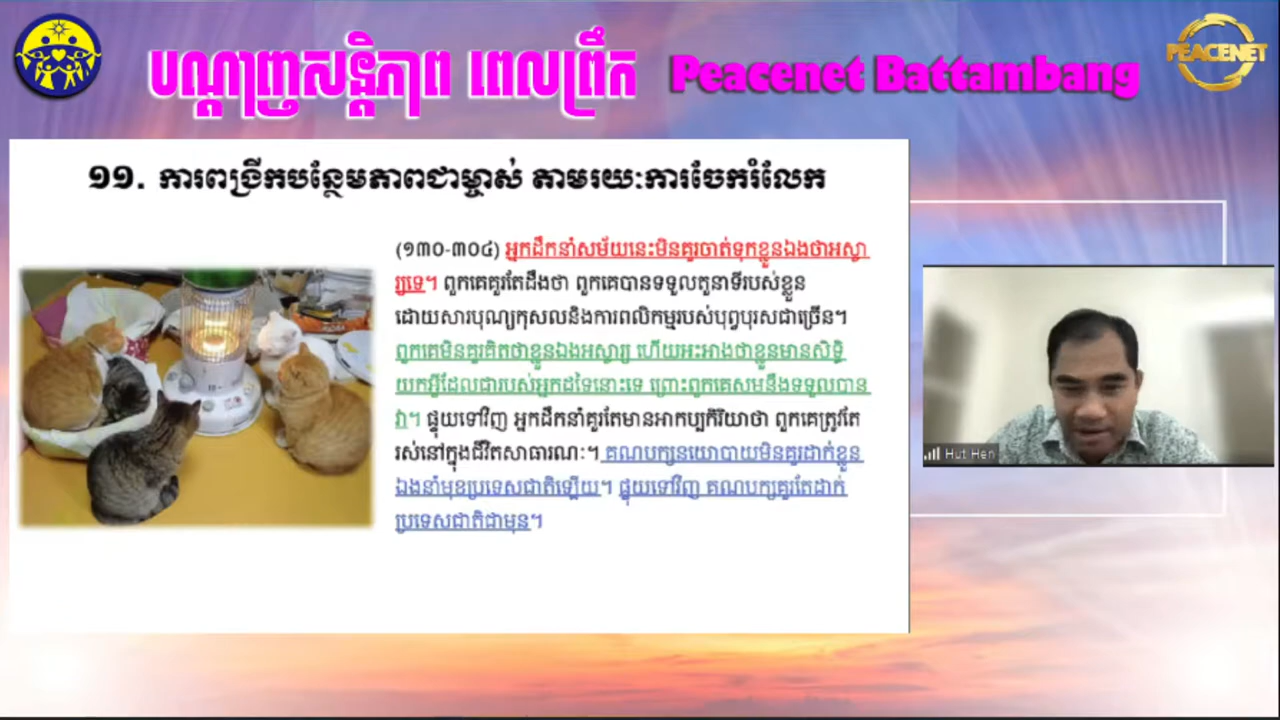 បណ្តាញសន្តិភាព ពេលព្រឹក Peacenet Battambang
PEACENET
១១. ការពង្រីកបន្ថែមភាពជាម្ចាស់ តាមរយៈការចែករំលែក
(១៣០-៣០៤) អ្នកដឹកនាំសម័យនេះមិនគួរចាត់ទុកខ្លួនឯងថាអស្ចា
រ្យទេ។ ពួកគេគួរតែដឹងថា ពួកគេបានទទួលតួនាទីរបស់ខ្លួន
ដោយសារបុណ្យកុសលនិងការពលិកម្មរបស់បុព្វបុរសជាច្រើន។
ពួកគេមិនគួរគិតថាខ្លួនឯងអស្ចារ្យ ហើយអះអាងថាខ្លួនមានសិទ្ធិ
យកអ្វីដែលជារបស់អ្នកដទៃនោះទេ ព្រោះពួកគេសមនឹងទទួលបាន
វា។ ផ្ទុយទៅវិញ អ្នកដឹកនាំគួរតែមានអាកប្បកិរិយាថា ពួកគេត្រូវតែ
រស់នៅក្នុងជីវិតសាធារណៈ។ គណបក្សនយោបាយមិនគួរដាក់ខ្លួន
ឯងនាំមុខប្រទេសជាតិឡើយ។ ផ្ទុយទៅវិញ គណបក្សគួរតែដាក់
ប្រទេសជាតិជាមុន។
Hut Hen